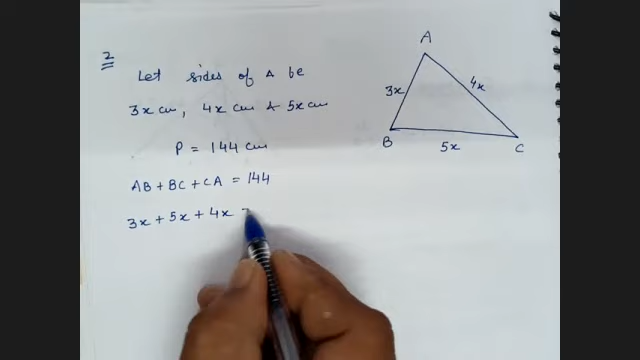 2
Let sides of Δ be
3x cm, 4x cm & 5x cm
P = 144 cm
AB + BC + CA = 144
3x + 5x + 4x =
A
3x
4x
B
5x
C